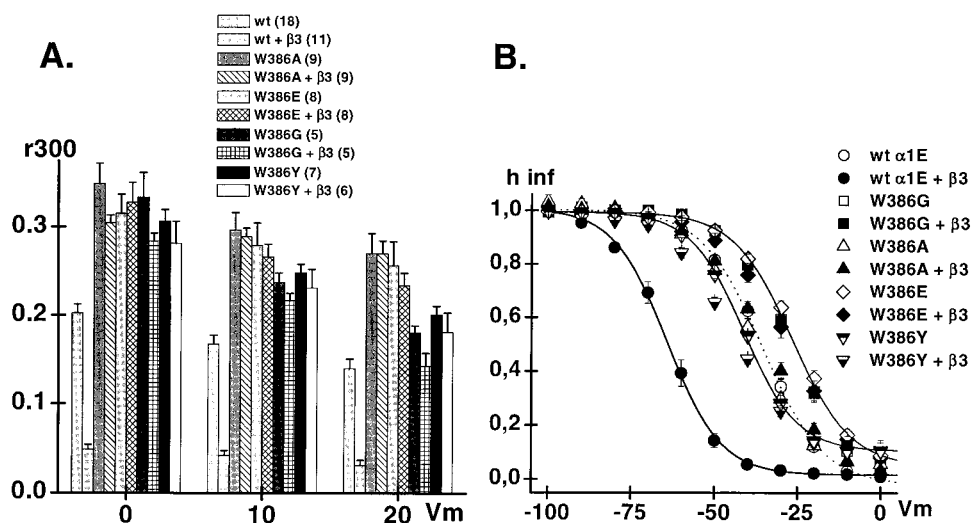 A.
wt (18)
wt + β3 (11)
W386A (9)
W386A + β3 (9)
W386E (8)
W386E + β3 (8)
W386G (5)
W386G + β3 (5)
W386Y (7)
W386Y + β3 (6)
r300
0.3
0.2
0.1
0.0
0 10 20 Vm
B.
h inf
1,0
0,8
0,6
0,4
0,2
0,0
-100 -75 -50 -25 0
Vm
wt α1E
wt α1E + β3
W386G
W386G + β3
W386A
W386A + β3
W386E
W386E + β3
W386Y
W386Y + β3